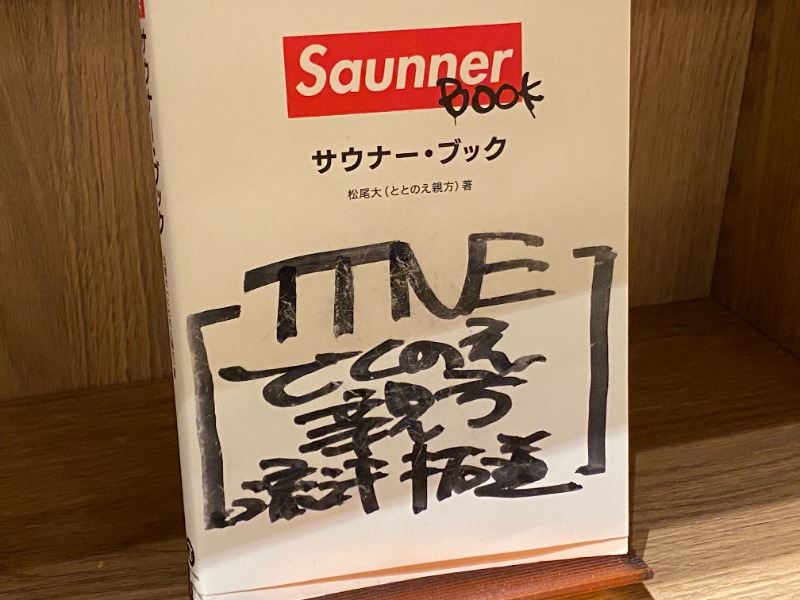 Saunner
BOOK
サウナー・ブック
松尾大(ととのえ親方)著
TTNE
ととのえ
親方